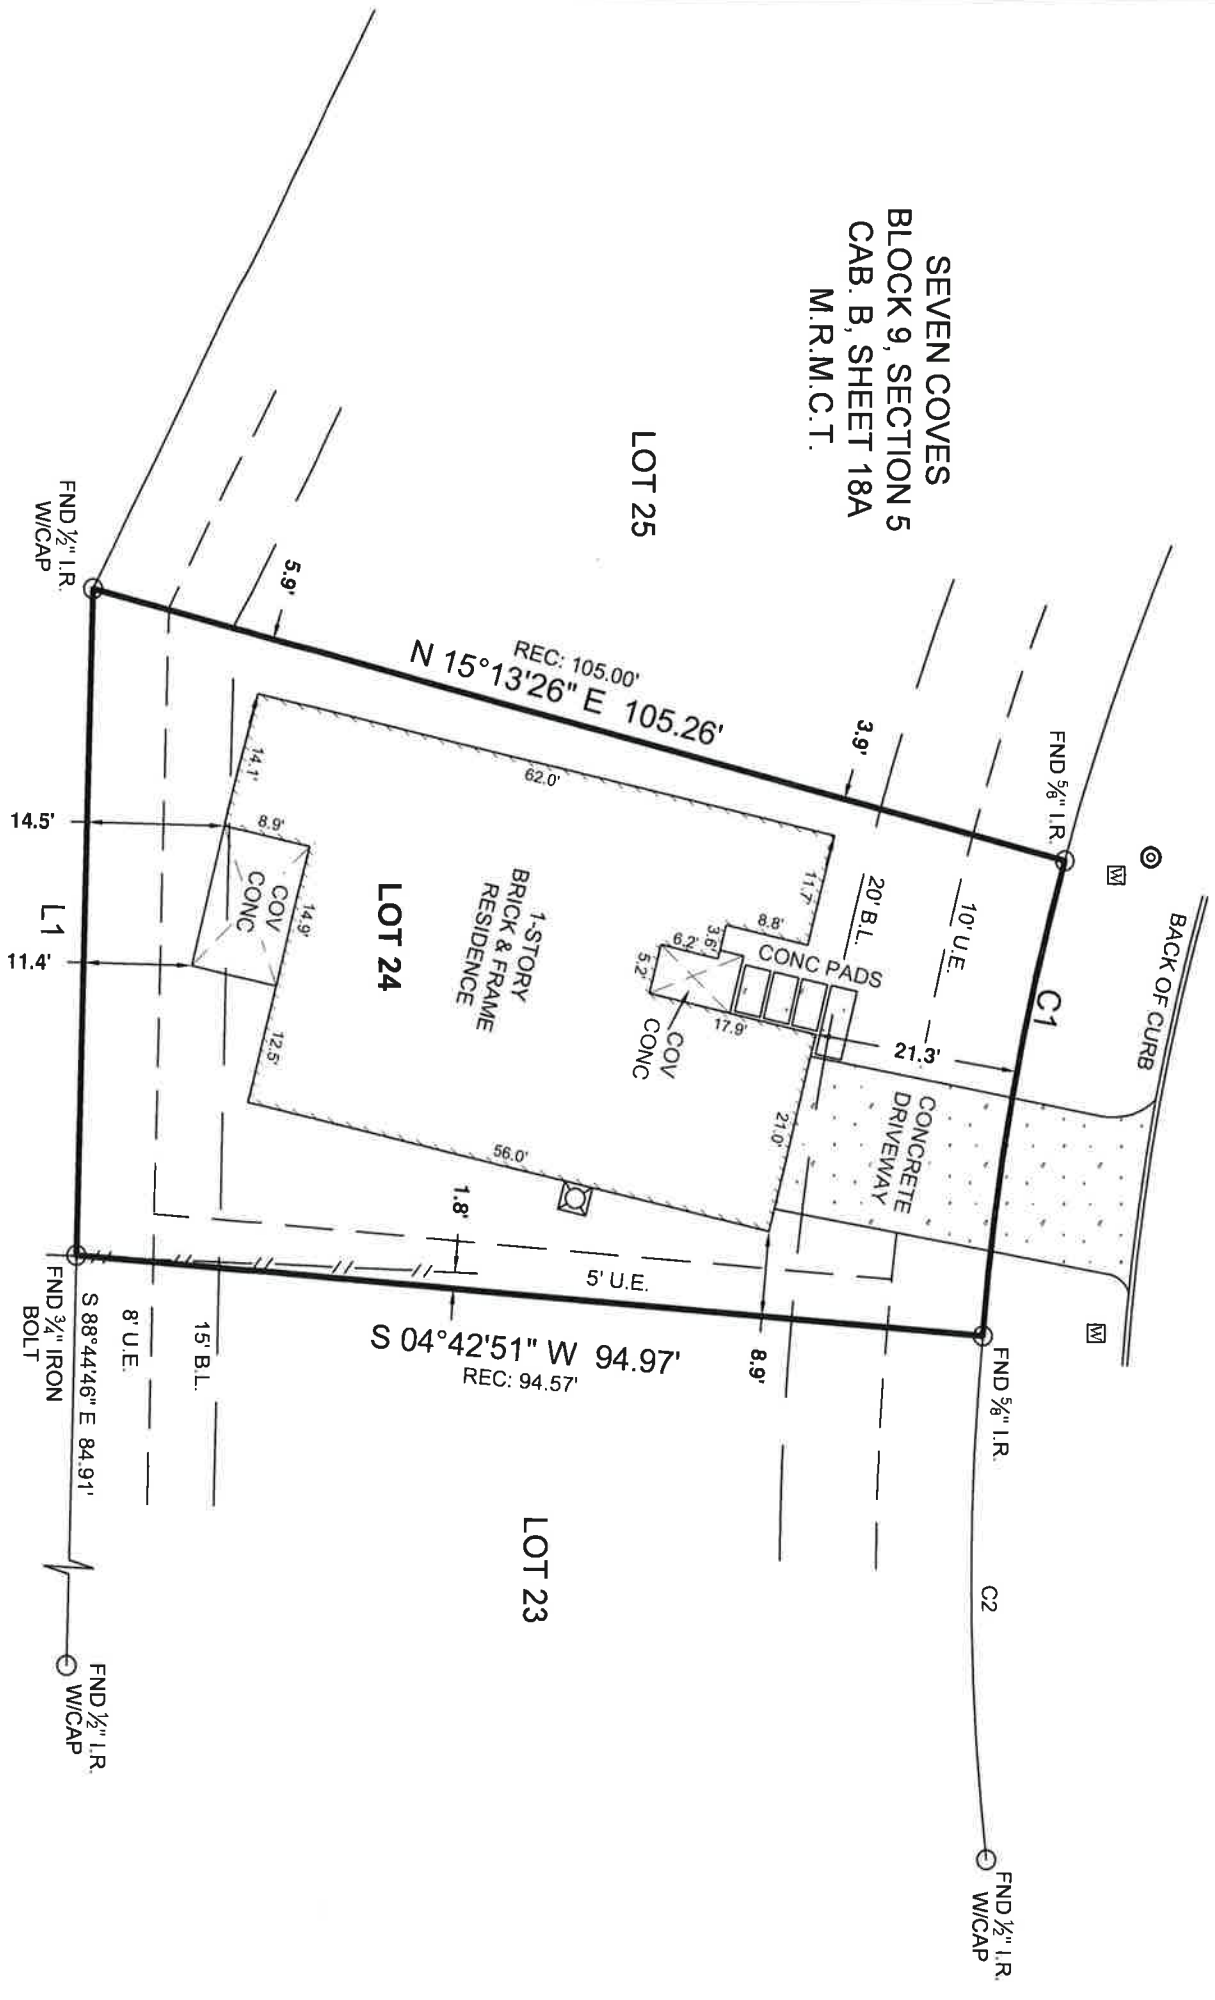 SEVEN COVES
BLOCK 9, SECTION 5
CAB. B, SHEET 18A
M.R.M.C.T.
LOT 25
BACK OF CURB
W
FND ⅝" I.R.
C1
10' U.E.
20' B.L.
3.9'
21.3'
CONCRETE
DRIVEWAY
W
FND ⅝" I.R.
C2
FND ½" I.R.
W/CAP
REC: 105.00'
N 15°13'26" E 105.26'
5.9'
FND ½" I.R.
W/CAP
62.0'
11.7'
8.8'
3.6'
6.2'
5.2'
CONC PADS
17.9'
COV
CONC
21.0'
1-STORY
BRICK & FRAME
RESIDENCE
LOT 24
14.1'
8.9'
14.9'
COV
CONC
12.5'
56.0'
1.8'
5' U.E.
8.9'
S 04°42'51" W 94.97'
REC: 94.57'
LOT 23
14.5'
L1
11.4'
15' B.L.
8' U.E.
S 88°44'46" E 84.91'
FND ¾" IRON
BOLT
FND ½" I.R.
W/CAP